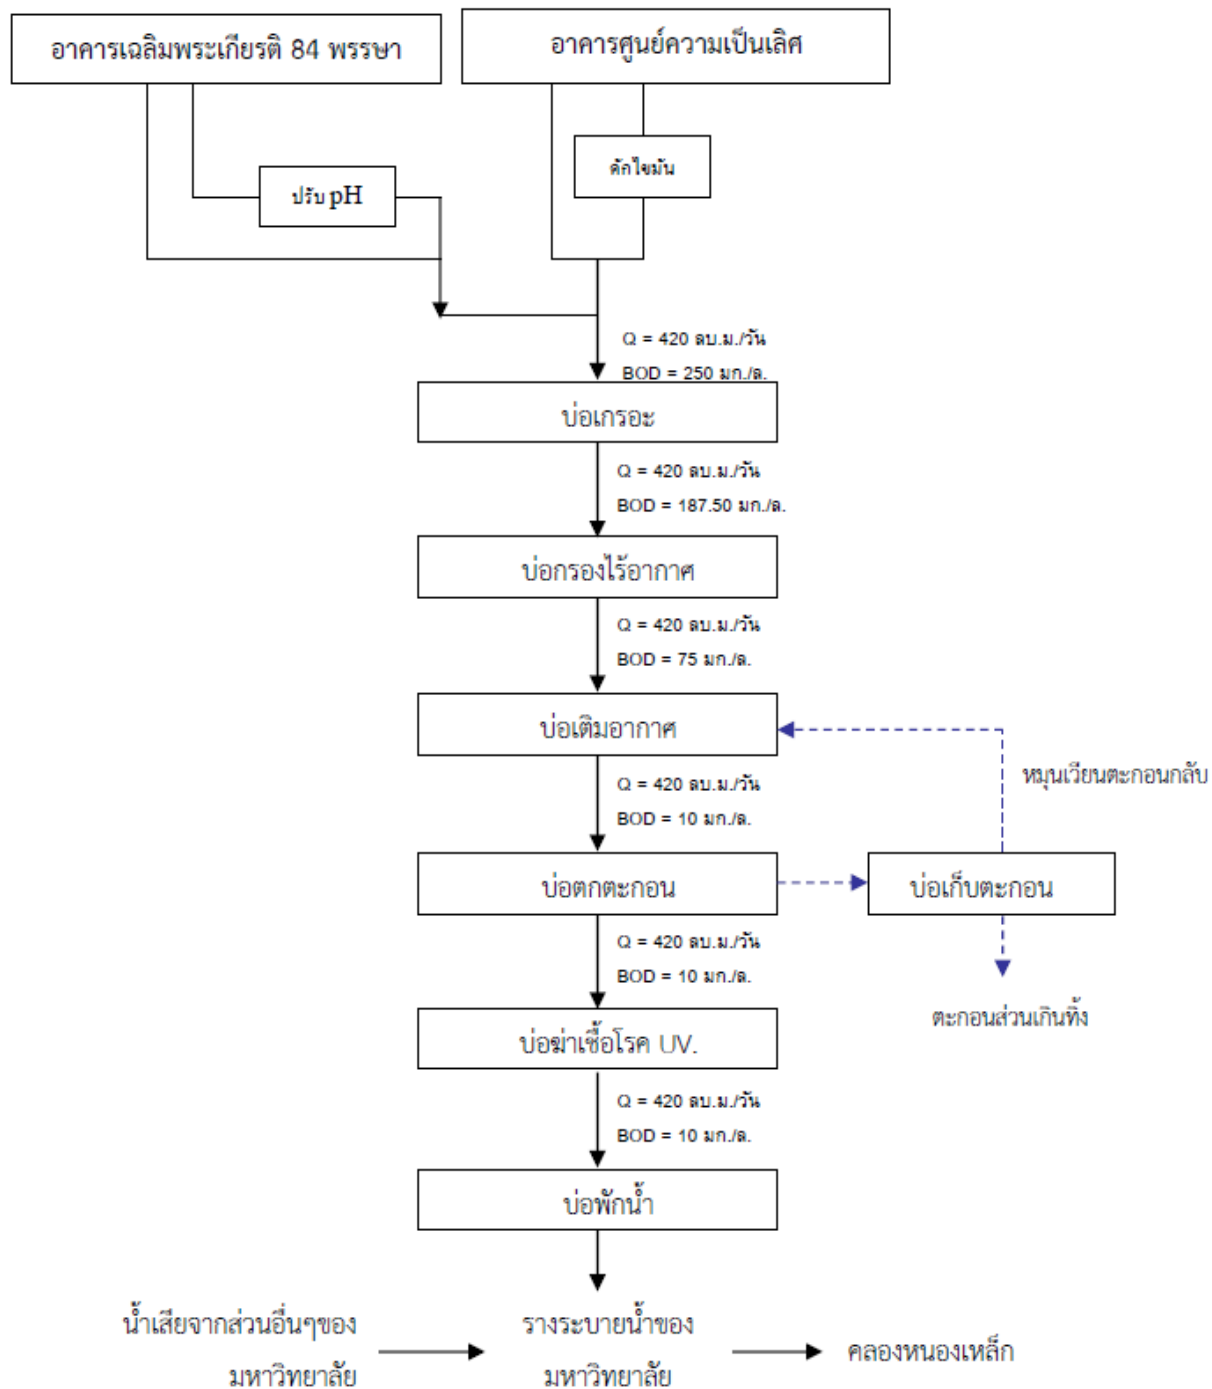 อาคารเฉลิมพระเกียรติ 84 พรรษา
อาคารศูนย์ความเป็นเลิศ
ดักไขมัน
ปรับ pH
Q = 420 ลบ.ม./วัน
BOD = 250 มก./ล.
บ่อเกรอะ
Q = 420 ลบ.ม./วัน
BOD = 187.50 มก./ล.
บ่อกรองไร้อากาศ
Q = 420 ลบ.ม./วัน
BOD = 75 มก./ล.
บ่อเติมอากาศ
หมุนเวียนตะกอนกลับ
Q = 420 ลบ.ม./วัน
BOD = 10 มก./ล.
บ่อตกตะกอน
บ่อเก็บตะกอน
Q = 420 ลบ.ม./วัน
BOD = 10 มก./ล.
ตะกอนส่วนเกินทิ้ง
บ่อฆ่าเชื้อโรค UV.
Q = 420 ลบ.ม./วัน
BOD = 10 มก./ล.
บ่อพักน้ำ
น้ำเสียจากส่วนอื่นๆของ
มหาวิทยาลัย
รางระบายน้ำของ
มหาวิทยาลัย
คลองหนองเหล็ก